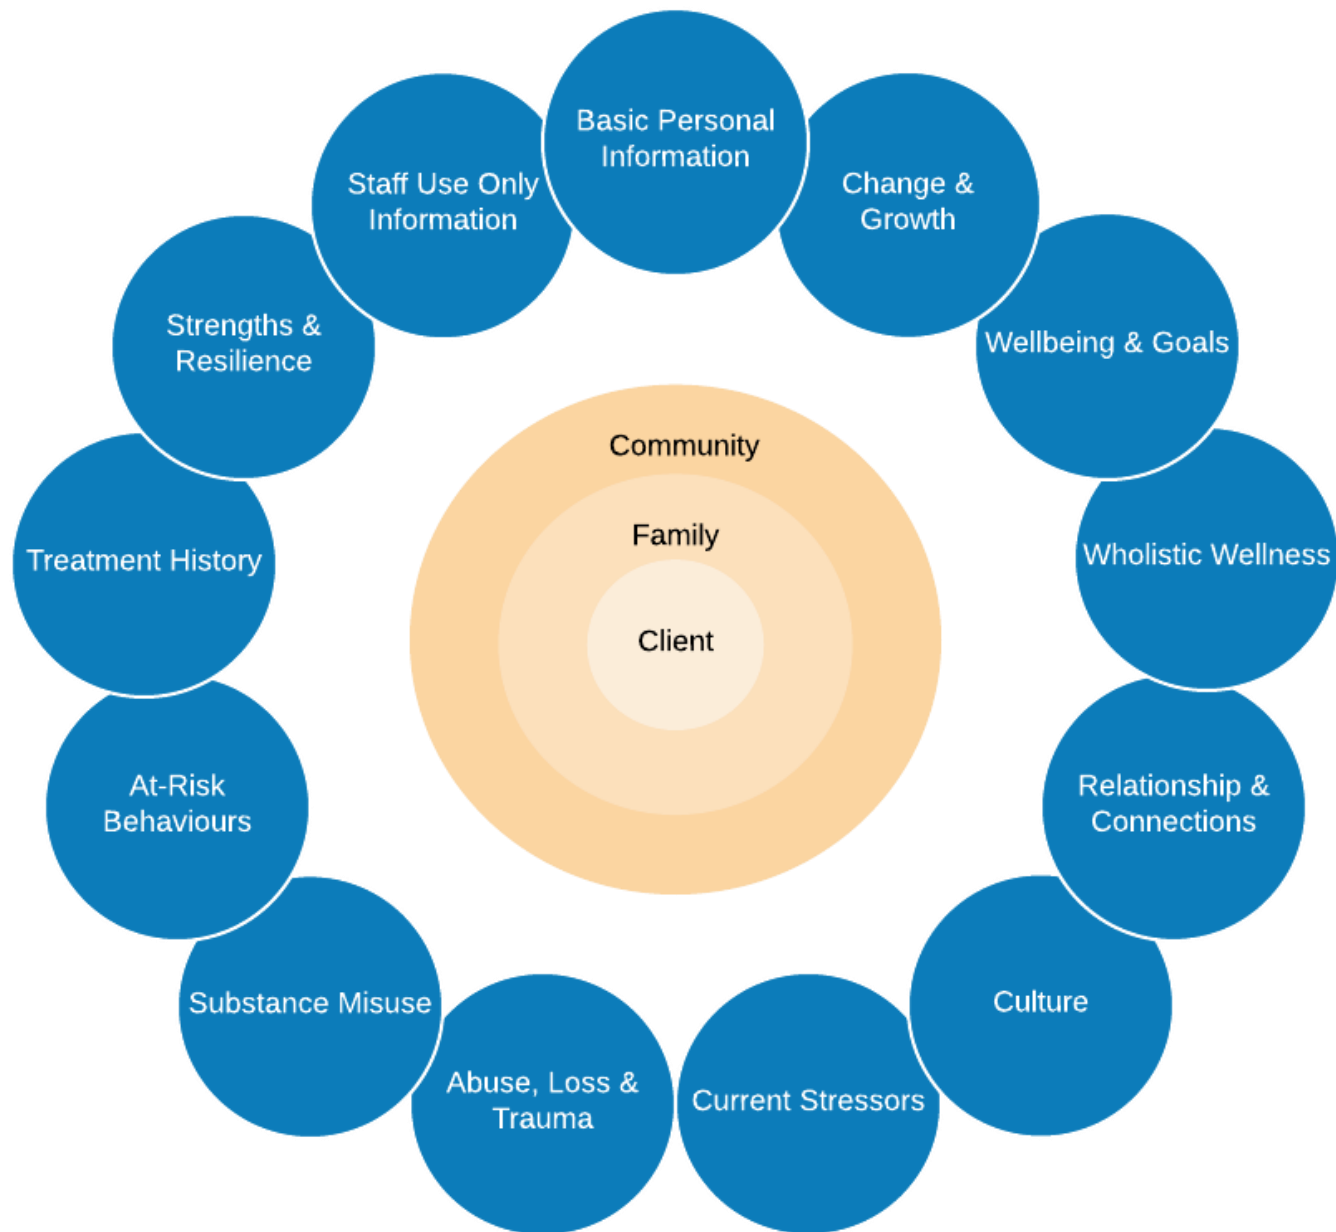 Basic Personal
Information
Change &
Growth
Wellbeing & Goals
Wholistic Wellness
Relationship &
Connections
Culture
Current Stressors
Abuse, Loss &
Trauma
Substance Misuse
At-Risk
Behaviours
Treatment History
Strengths &
Resilience
Staff Use Only
Information
Community
Family
Client